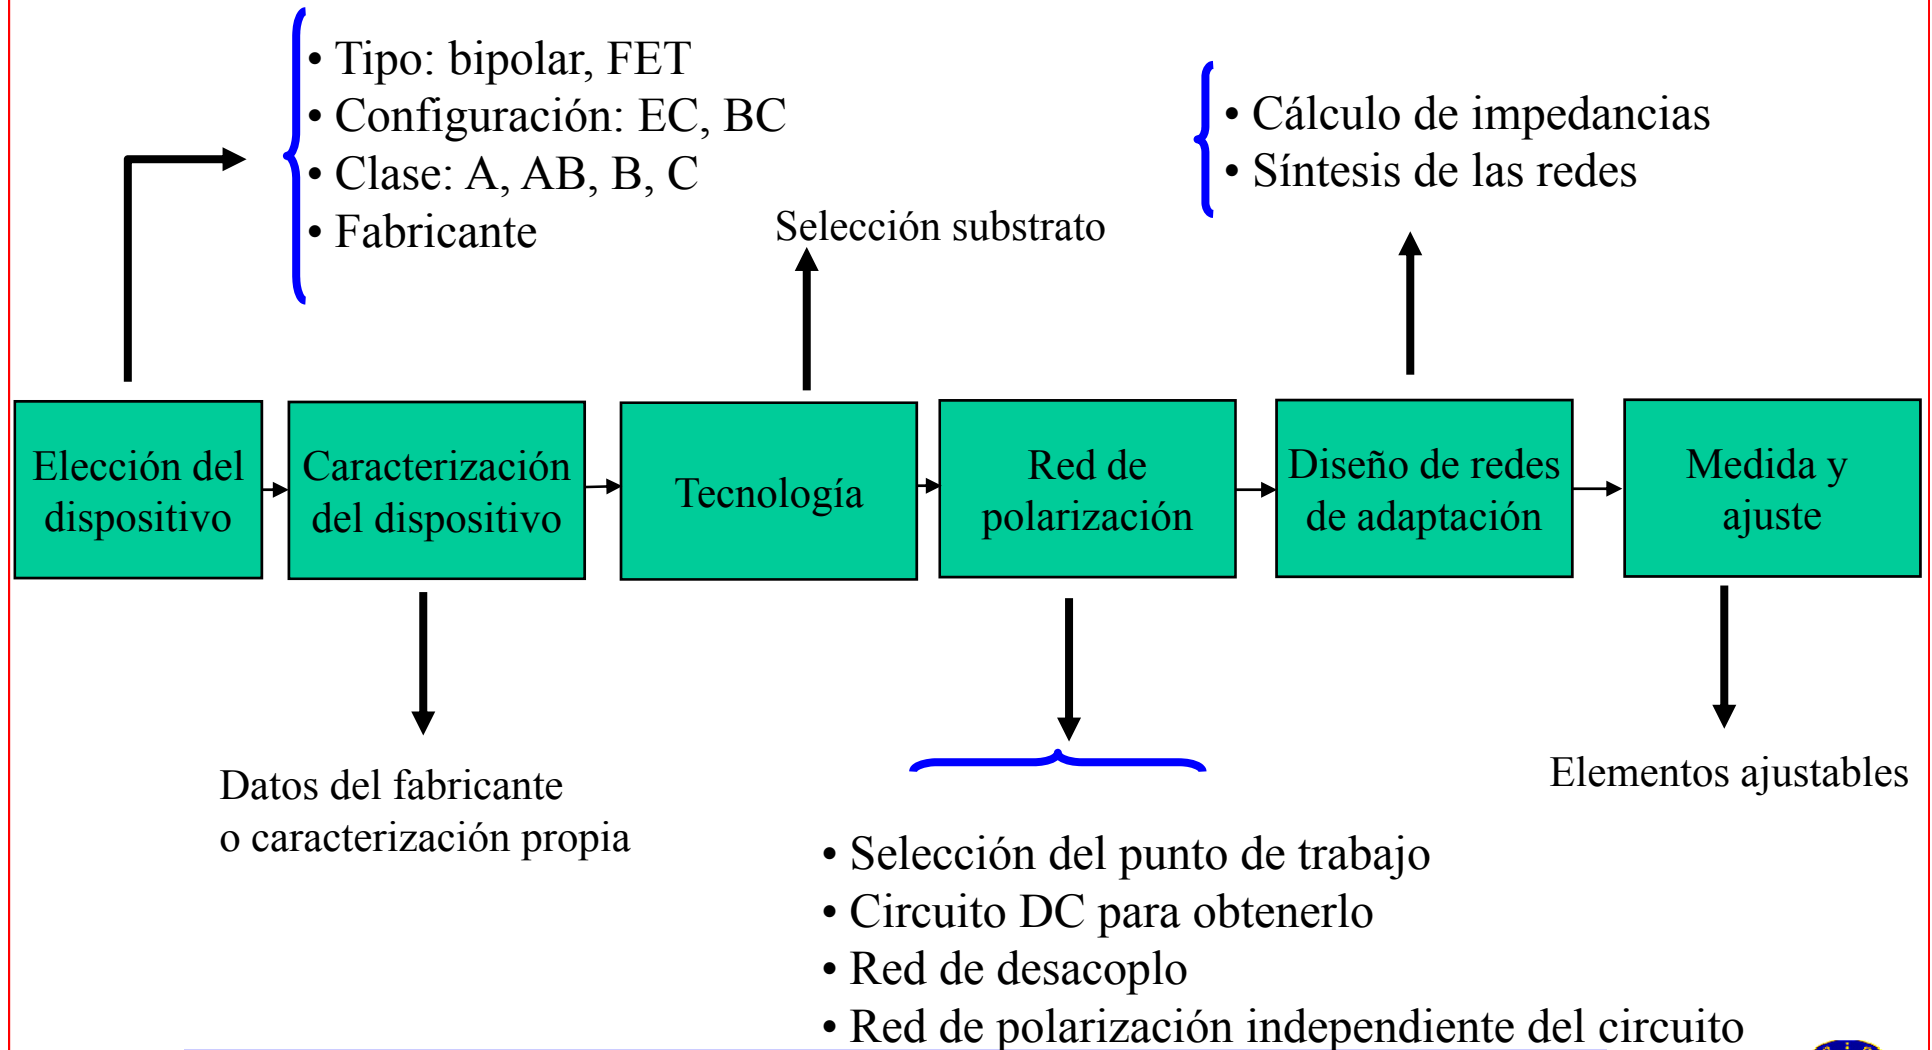 • Tipo: bipolar, FET
• Configuración: EC, BC
• Clase: A, AB, B, C
• Fabricante
Selección substrato
• Cálculo de impedancias
• Síntesis de las redes
Elección del
dispositivo
Caracterización
del dispositivo
Tecnología
Red de
polarización
Diseño de redes
de adaptación
Medida y
ajuste
Datos del fabricante
o caracterización propia
Elementos ajustables
• Selección del punto de trabajo
• Circuito DC para obtenerlo
• Red de desacoplo
• Red de polarización independiente del circuito